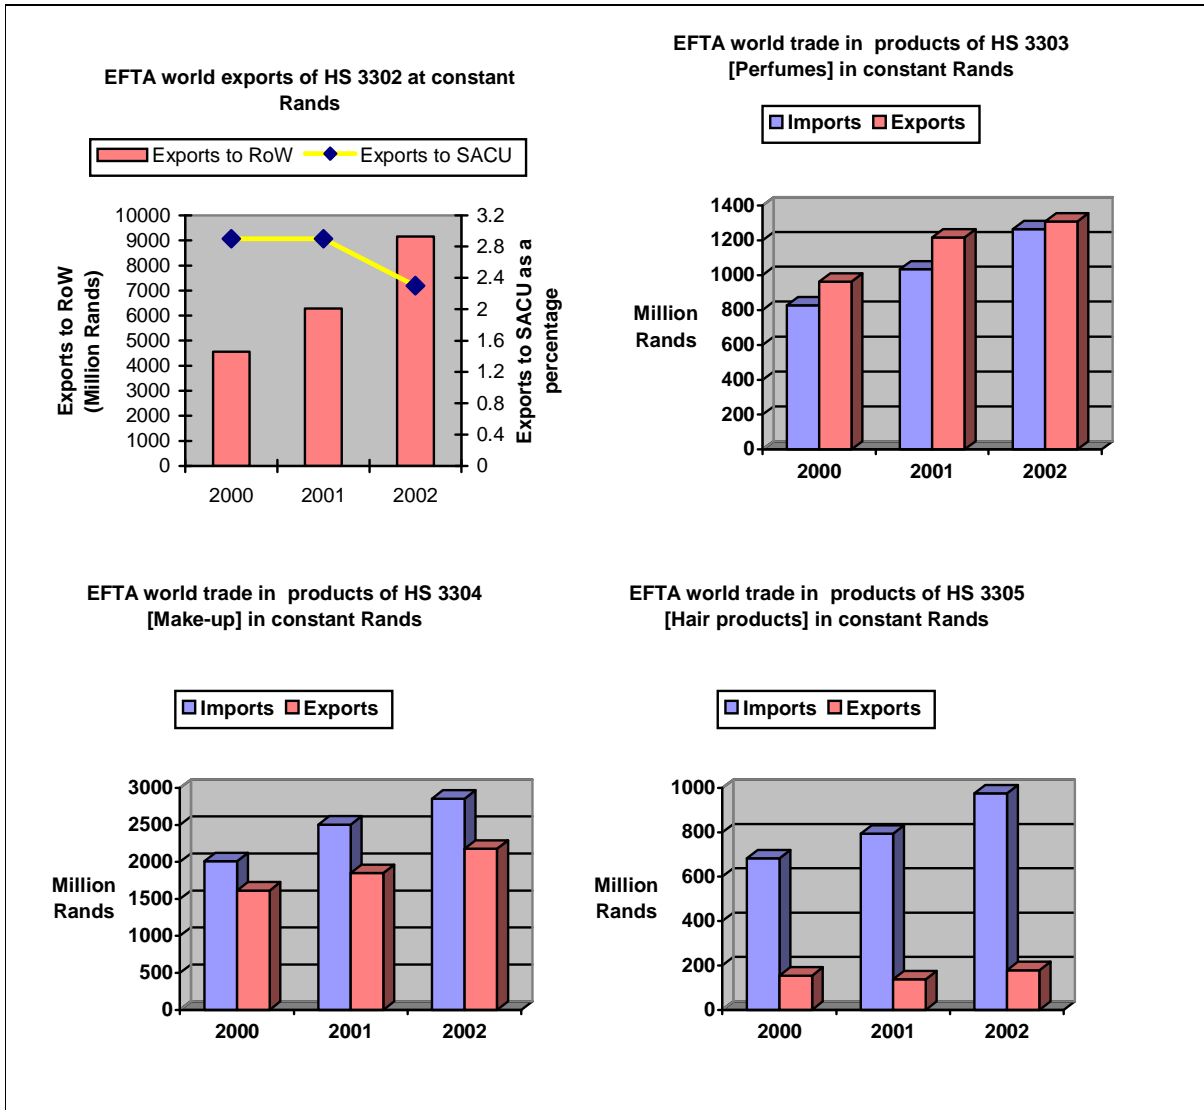 EFTA world exports of HS 3302 at constant
Rands
Exports to RoW Exports to SACU
Exports to RoW
(Million Rands)
10000
9000
8000
7000
6000
5000
4000
3000
2000
1000
0
3.2
2.8
2.4
2
1.6
1.2
0.8
0.4
0
Exports to SACU as a
percentage
2000 2001 2002
EFTA world trade in products of HS 3303
[Perfumes] in constant Rands
Imports Exports
Million
Rands
1400
1200
1000
800
600
400
200
0
2000 2001 2002
EFTA world trade in products of HS 3304
[Make-up] in constant Rands
Imports Exports
Million
Rands
3000
2500
2000
1500
1000
500
0
2000 2001 2002
EFTA world trade in products of HS 3305
[Hair products] in constant Rands
Imports Exports
Million
Rands
1000
800
600
400
200
0
2000 2001 2002